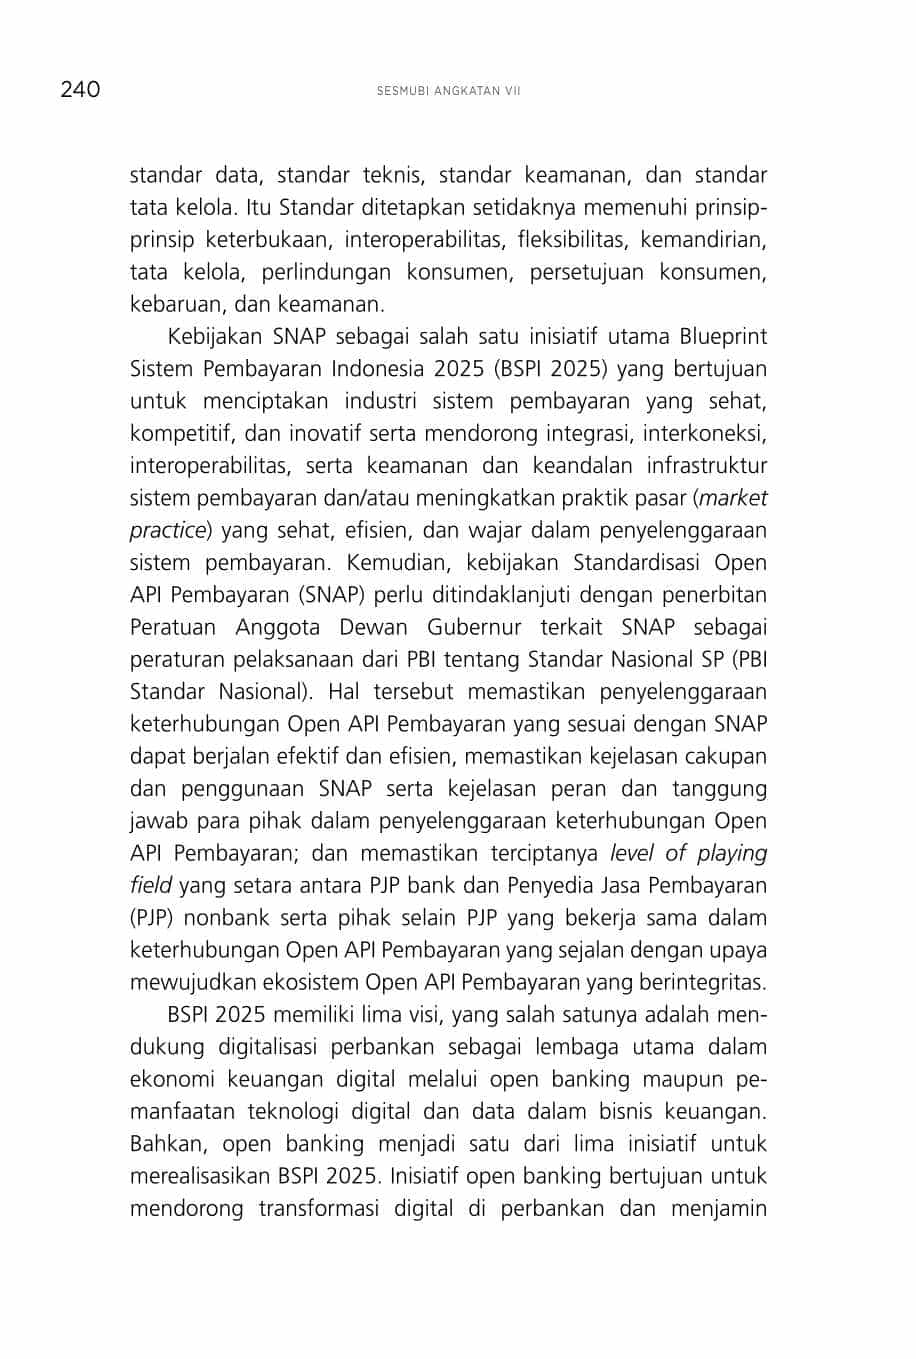 240
SESMUBI ANGKATAN VII
standar data, standar teknis, standar keamanan, dan standar
tata kelola. Itu Standar ditetapkan setidaknya memenuhi prinsip-
prinsip keterbukaan, interoperabilitas, fleksibilitas, kemandirian,
tata kelola, perlindungan konsumen, persetujuan konsumen,
kebaruan, dan keamanan.
Kebijakan SNAP sebagai salah satu inisiatif utama Blueprint
Sistem Pembayaran Indonesia 2025 (BSPI 2025) yang bertujuan
untuk menciptakan industri sistem pembayaran yang sehat,
kompetitif, dan inovatif serta mendorong integrasi, interkoneksi,
interoperabilitas, serta keamanan dan keandalan infrastruktur
sistem pembayaran dan/atau meningkatkan praktik pasar (market
practice) yang sehat, efisien, dan wajar dalam penyelenggaraan
sistem pembayaran. Kemudian, kebijakan Standardisasi Open
API Pembayaran (SNAP) perlu ditindaklanjuti dengan penerbitan
Peratuan Anggota Dewan Gubernur terkait SNAP sebagai
peraturan pelaksanaan dari PBI tentang Standar Nasional SP (PBI
Standar Nasional). Hal tersebut memastikan penyelenggaraan
keterhubungan Open API Pembayaran yang sesuai dengan SNAP
dapat berjalan efektif dan efisien, memastikan kejelasan cakupan
dan penggunaan SNAP serta kejelasan peran dan tanggung
jawab para pihak dalam penyelenggaraan keterhubungan Open
API Pembayaran; dan memastikan terciptanya level of playing
field yang setara antara PJP bank dan Penyedia Jasa Pembayaran
(PJP) nonbank serta pihak selain PJP yang bekerja sama dalam
keterhubungan Open API Pembayaran yang sejalan dengan upaya
mewujudkan ekosistem Open API Pembayaran yang berintegritas.
BSPI 2025 memiliki lima visi, yang salah satunya adalah men-
dukung digitalisasi perbankan sebagai lembaga utama dalam
ekonomi keuangan digital melalui open banking maupun pe-
manfaatan teknologi digital dan data dalam bisnis keuangan.
Bahkan, open banking menjadi satu dari lima inisiatif untuk
merealisasikan BSPI 2025. Inisiatif open banking bertujuan untuk
mendorong transformasi digital di perbankan dan menjamin